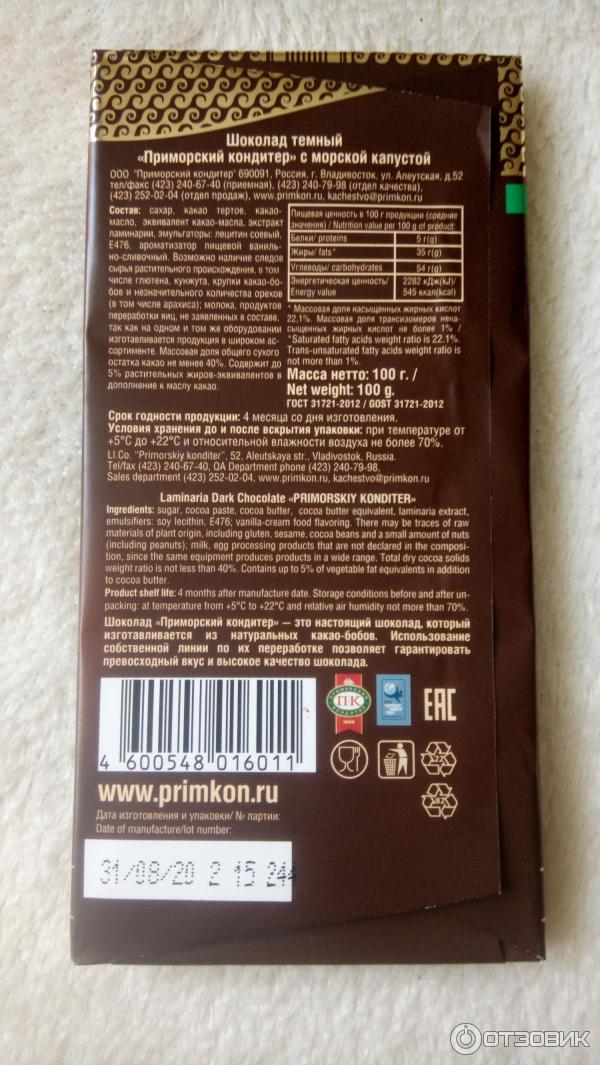 Шоколад темный
«Приморский кондитер» с морской капустой
ООО "Приморский кондитер" 690091, Россия, г. Владивосток, ул. Алеутская, д.52
тел/факс (423) 240-67-40 (приемная), (423) 240-79-98 (отдел качества),
(423) 252-02-04 (отдел продаж), www.primkon.ru, kachestvo@primkon.ru
Состав: сахар, какао тертое, какао-
масло, эквивалент какао-масла, экстракт
ламинарии, эмульгаторы: лецитин соевый,
Е476, ароматизатор пищевой ваниль-
но-сливочный. Возможно наличие следов
сырья растительного происхождения, в том
числе глютена, кунжута, крупки какао-бо-
бов и незначительного количества орехов
(в том числе арахиса); молока, продуктов
переработки яиц, не заявленных в составе,
так как на одном и том же оборудовании
изготавливается продукция в широком ас-
сортименте. Массовая доля общего сухого
остатка какао не менее 40%. Содержит до
5% растительных жиров-эквивалентов в
дополнение к маслу какао.
Пищевая ценность в 100 г продукции (средние
значения) / Nutrition value per 100 g of product:
Белки/ proteins 5 г(g)
Жиры/ fats* 35 г(g)
Углеводы/ carbohydrates 54 г(g)
Энергетическая ценность/ 2282 кДж(kJ)/
Energy value 545 ккал(kcal)
* Массовая доля насыщенных жирных кислот
22,1%. Массовая доля трансизомеров нена-
сыщенных жирных кислот не более 1% /
*Saturated fatty acids weight ratio is 22.1%.
Trans-unsaturated fatty acids weight ratio is
not more than 1%.
Масса нетто: 100 г. /
Net weight: 100 g.
ГОСТ 31721-2012 / GOST 31721-2012
Срок годности продукции: 4 месяца со дня изготовления.
Условия хранения до и после вскрытия упаковки: при температуре от
+5°С до +22°С и относительной влажности воздуха не более 70%.
Ll.Co. "Primorskiy konditer", 52, Aleutskaya str., Vladivostok, Russia.
Tel/fax (423) 240-67-40, QA Department phone (423) 240-79-98,
Sales department (423) 252-02-04, www.primkon.ru, kachestvo@primkon.ru
Laminaria Dark Chocolate «PRIMORSKIY KONDITER»
Ingredients: sugar, cocoa paste, cocoa butter, cocoa butter equivalent, laminaria extract,
emulsifiers: soy lecithin, E476; vanilla-cream food flavoring. There may be traces of raw
materials of plant origin, including gluten, sesame, cocoa beans and a small amount of nuts
(including peanuts); milk, egg processing products that are not declared in the composi-
tion, since the same equipment produces products in a wide range. Total dry cocoa solids
weight ratio is not less than 40%. Contains up to 5% of vegetable fat equivalents in addition
to cocoa butter.
Product shelf life: 4 months after manufacture date. Storage conditions before and after un-
packing: at temperature from +5°C to +22°C and relative air humidity not more than 70%.
Шоколад «Приморский кондитер» – это настоящий шоколад, который
изготавливается из натуральных какао-бобов. Использование
собственной линии по их переработке позволяет гарантировать
превосходный вкус и высокое качество шоколада.
4 600548 016011
П·К
1906
ЕАС
22
82
www.primkon.ru
Дата изготовления и упаковки/ № партии:
Date of manufacture/lot number:
31/08/20 2 15 244
ОТЗОВИК